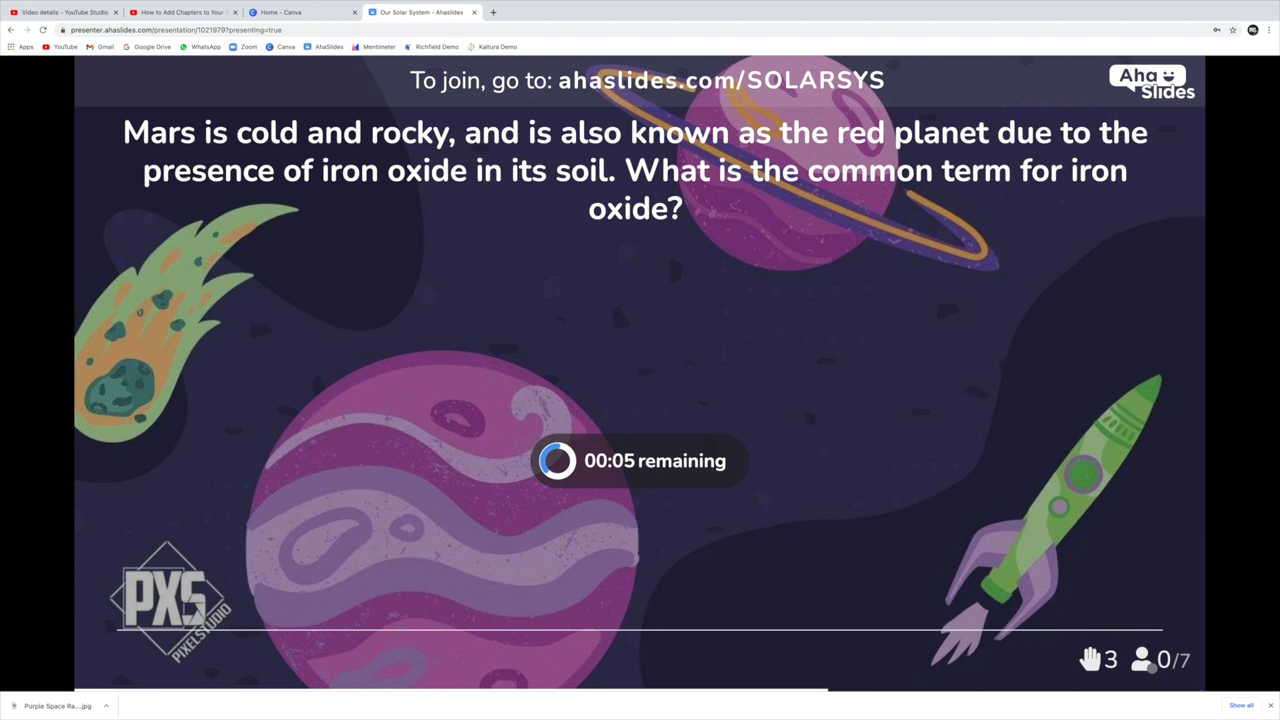 Video details - YouTube Studio
How to Add Chapters to Your
Home - Canva
Our Solar System - Ahaslides
presenter.ahaslides.com/presentation/1021979?presenting=true
Apps
YouTube
Gmail
Google Drive
WhatsApp
Zoom
Canva
AhaSlides
Mentimeter
Richfield Demo
Kaltura Demo
To join, go to: ahaslides.com/SOLARSYS
Aha
Slides
Mars is cold and rocky, and is also known as the red planet due to the
presence of iron oxide in its soil. What is the common term for iron
oxide?
00:05 remaining
PXS
PIXELSTUDIO
3
0/7
Purple Space Ra....jpg
Show all